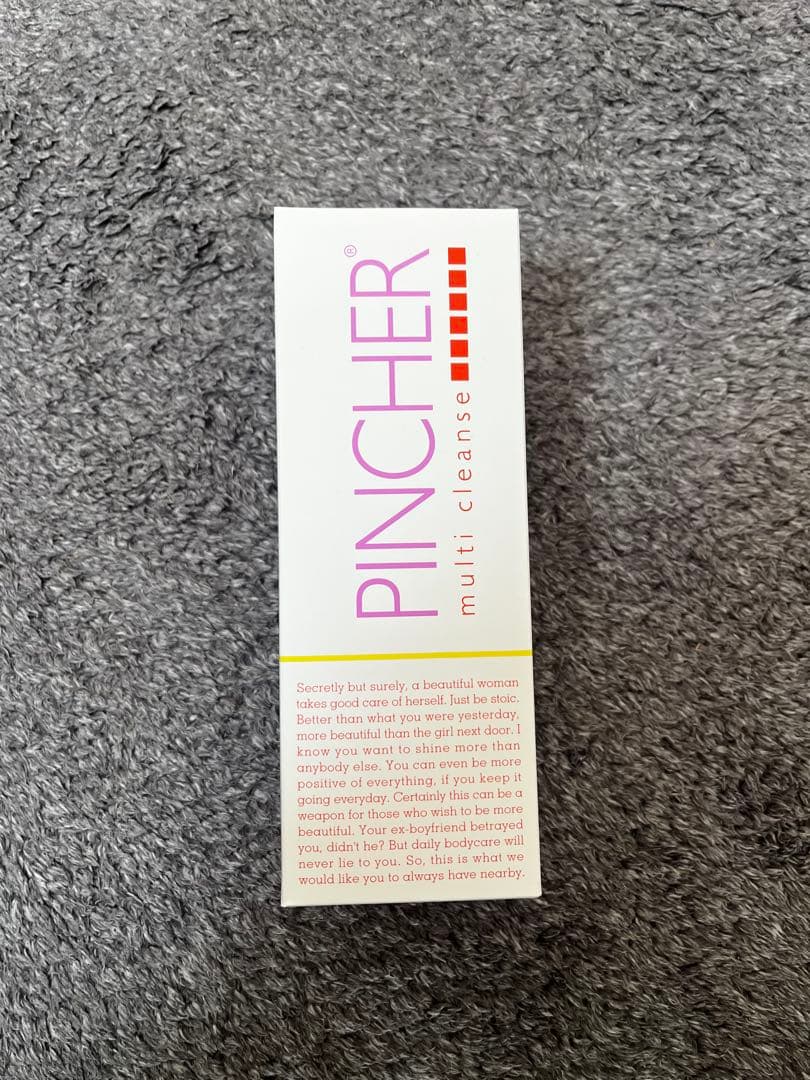 PINCHER®
multi cleanse
Secretly but surely, a beautiful woman
takes good care of herself. Just be stoic.
Better than what you were yesterday,
more beautiful than the girl next door. I
know you want to shine more than
anybody else. You can even be more
positive of everything, if you keep it
going everyday. Certainly this can be a
weapon for those who wish to be more
beautiful. Your ex-boyfriend betrayed
you, didn't he? But daily bodycare will
never lie to you. So, this is what we
would like you to always have nearby.